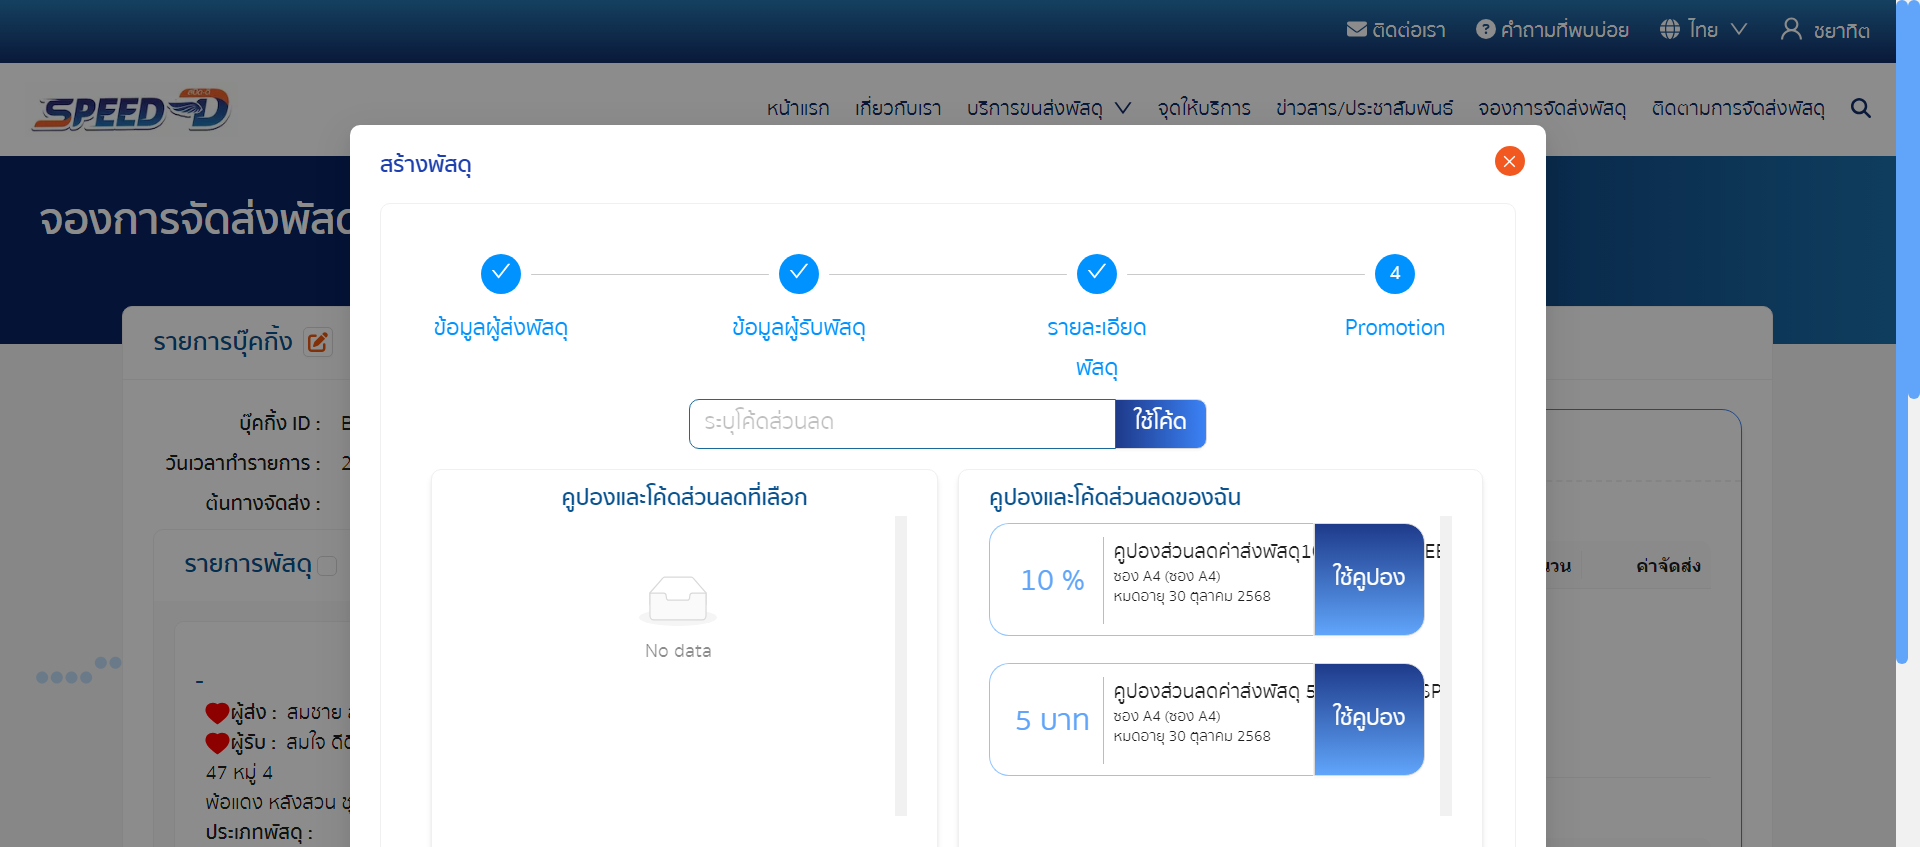 ติดต่อเรา
คำถามที่พบบ่อย
ไทย
ชยาทิต
SPEED-D
หน้าแรก
เกี่ยวกับเรา
บริการขนส่งพัสดุ
จุดให้บริการ
ข่าวสาร/ประชาสัมพันธ์
จองการจัดส่งพัสดุ
ติดตามการจัดส่งพัสดุ
สร้างพัสดุ
จองการจัดส่งพัสดุ
4
ข้อมูลผู้ส่งพัสดุ
ข้อมูลผู้รับพัสดุ
รายละเอียด
พัสดุ
Promotion
รายการบุ๊คกิ้ง
บุ๊คกิ้ง ID :
วันเวลาทำรายการ : 2
ต้นทางจัดส่ง :
ระบุโค้ดส่วนลด
ใช้โค้ด
คูปองและโค้ดส่วนลดที่เลือก
No data
คูปองและโค้ดส่วนลดของฉัน
10 %
คูปองส่วนลดค่าส่งพัสดุ1
ซอง A4 (ซอง A4)
หมดอายุ 30 ตุลาคม 2568
ใช้คูปอง
5 บาท
คูปองส่วนลดค่าส่งพัสดุ 5
SP
ซอง A4 (ซอง A4)
หมดอายุ 30 ตุลาคม 2568
ใช้คูปอง
รายการพัสดุ
ค่าจัดส่ง
-
ผู้ส่ง : สมชาย
ผู้รับ : สมใจ
47 หมู่ 4
พ้อแดง หลังสวน
ประเภทพัสดุ :